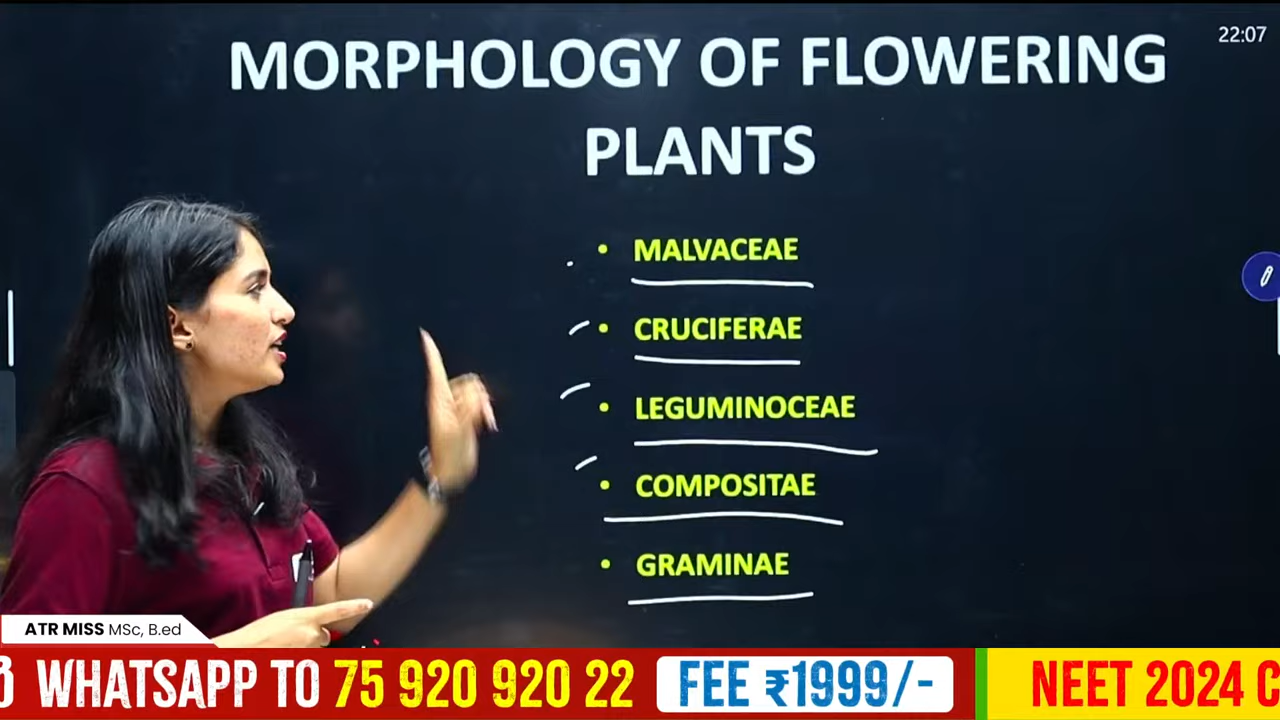 22:07
MORPHOLOGY OF FLOWERING
PLANTS
• MALVACEAE
• CRUCIFERAE
• LEGUMINOCEAE
• COMPOSITAE
• GRAMINAE
ATR MISS MSc, B.ed
WHATSAPP TO 75 920 920 22 FEE ₹1999/- NEET 2024 C